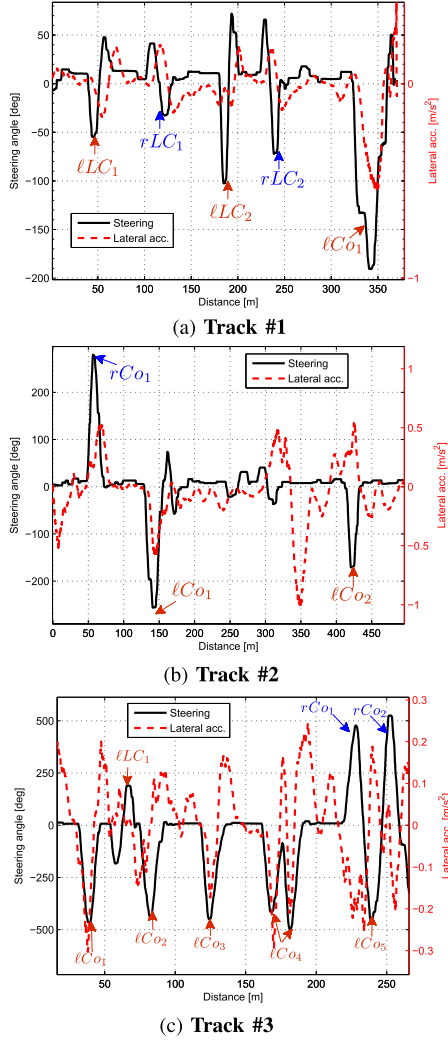 50
0
−50
−100
−150
−200
Steering angle [deg]
0
−1
Lateral acc. [m/s²]
ℓLC₁
rLC₁
ℓLC₂
rLC₂
ℓCo₁
Steering
Lateral acc.
50 100 150 200 250 300 350
Distance [m]
(a) Track #1
200
100
0
−100
−200
Steering angle [deg]
1
0.5
0
−0.5
−1
Lateral acc. [m/s²]
rCo₁
Steering
Lateral acc.
ℓCo₁
ℓCo₂
0 50 100 150 200 250 300 350 400 450
Distance [m]
(b) Track #2
500
250
0
−250
−500
Steering angle [deg]
0.2
0.1
0
−0.1
−0.2
−0.3
Lateral acc. [m/s²]
Steering
Lateral acc.
rCo₁
rCo₂
ℓLC₁
ℓCo₁
ℓCo₂
ℓCo₃
ℓCo₄
ℓCo₅
50 100 150 200 250
Distance [m]
(c) Track #3